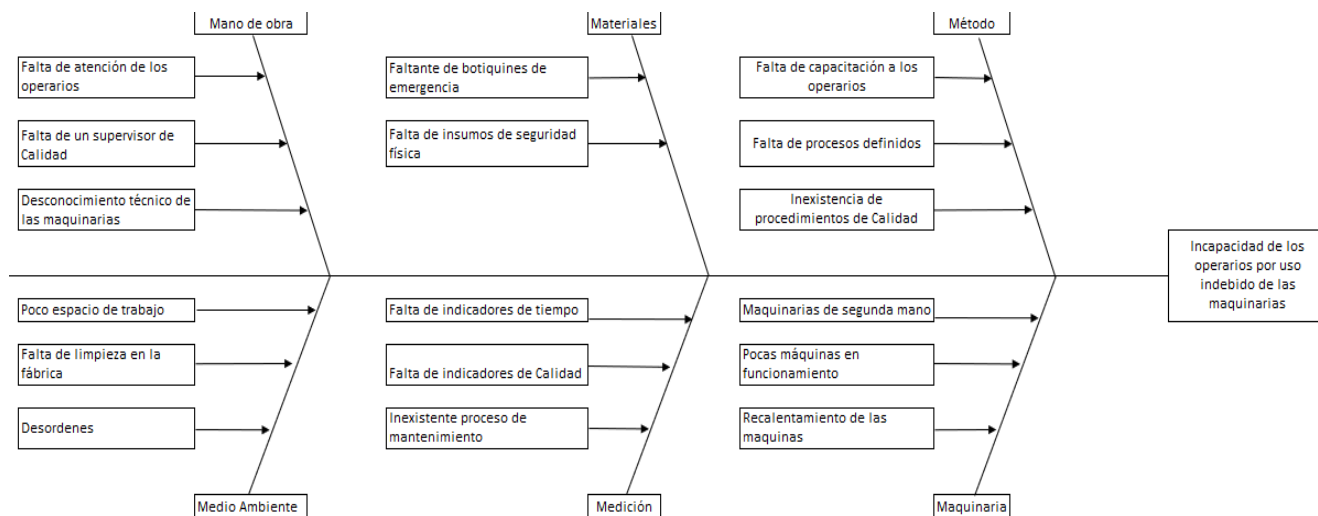 Mano de obra
Materiales
Método
Falta de atención de los
operarios
Falta de un supervisor de
Calidad
Desconocimiento técnico de
las maquinarias
Faltante de botiquines de
emergencia
Falta de insumos de seguridad
física
Falta de capacitación a los
operarios
Falta de procesos definidos
Inexistencia de
procedimientos de Calidad
Incapacidad de los
operarios por uso
indebido de las
maquinarias
Poco espacio de trabajo
Falta de limpieza en la
fábrica
Desordenes
Falta de indicadores de tiempo
Falta de indicadores de Calidad
Inexistente proceso de
mantenimiento
Maquinarias de segunda mano
Pocas máquinas en
funcionamiento
Recalentamiento de las
maquinas
Medio Ambiente
Medición
Maquinaria